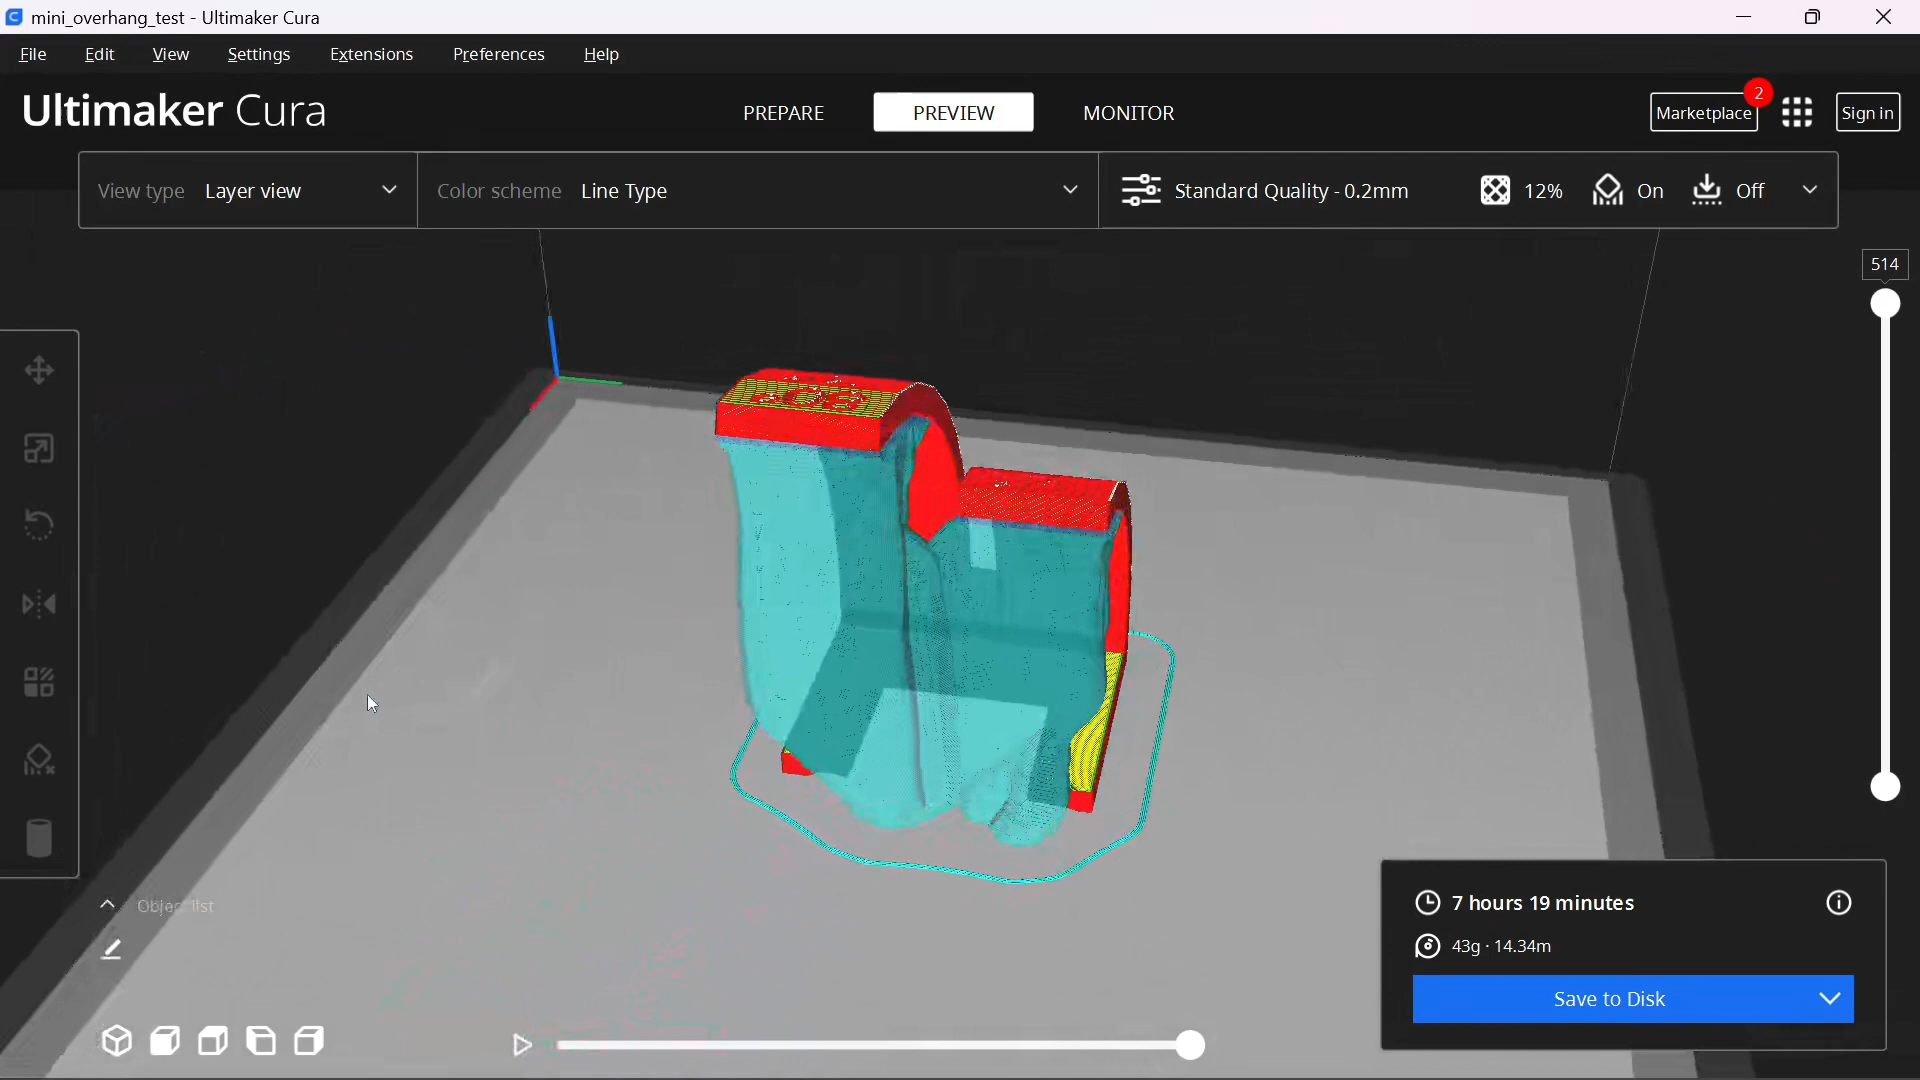 mini_overhang_test - Ultimaker Cura
File Edit View Settings Extensions Preferences Help
Ultimaker Cura
PREPARE PREVIEW MONITOR
Marketplace 2 Sign in
View type Layer view Color scheme Line Type Standard Quality - 0.2mm 12% On Off
514
7 hours 19 minutes
Object list
43g · 14.34m
Save to Disk